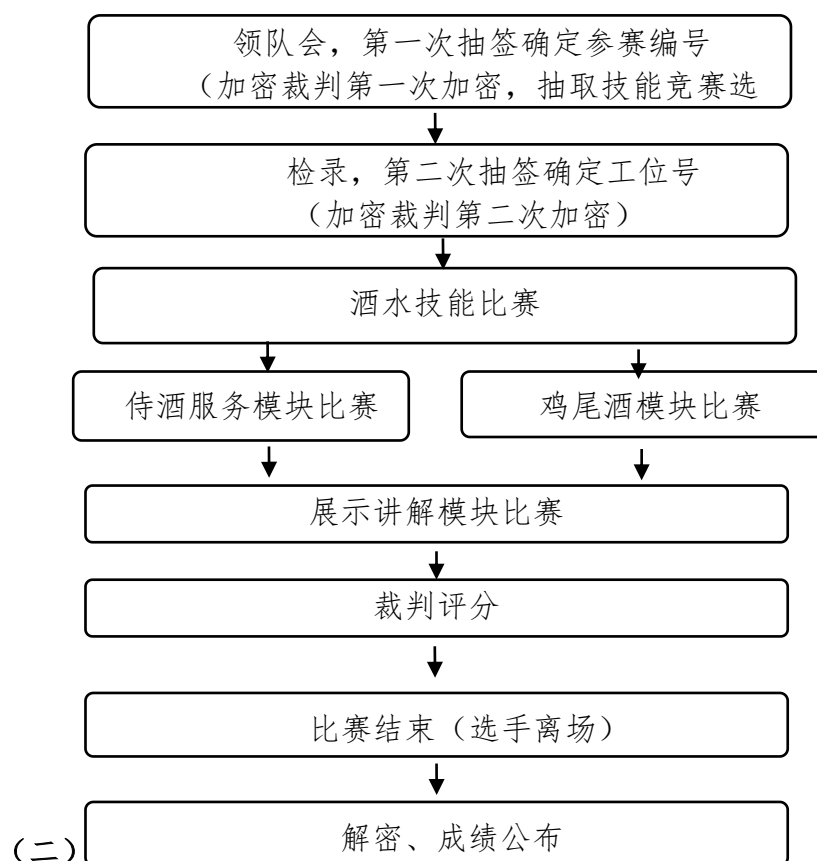 领队会，第一次抽签确定参赛编号
（加密裁判第一次加密，抽取技能竞赛选
检录，第二次抽签确定工位号
（加密裁判第二次加密）
酒水技能比赛
侍酒服务模块比赛
鸡尾酒模块比赛
展示讲解模块比赛
裁判评分
比赛结束（选手离场）
解密、成绩公布
（二）